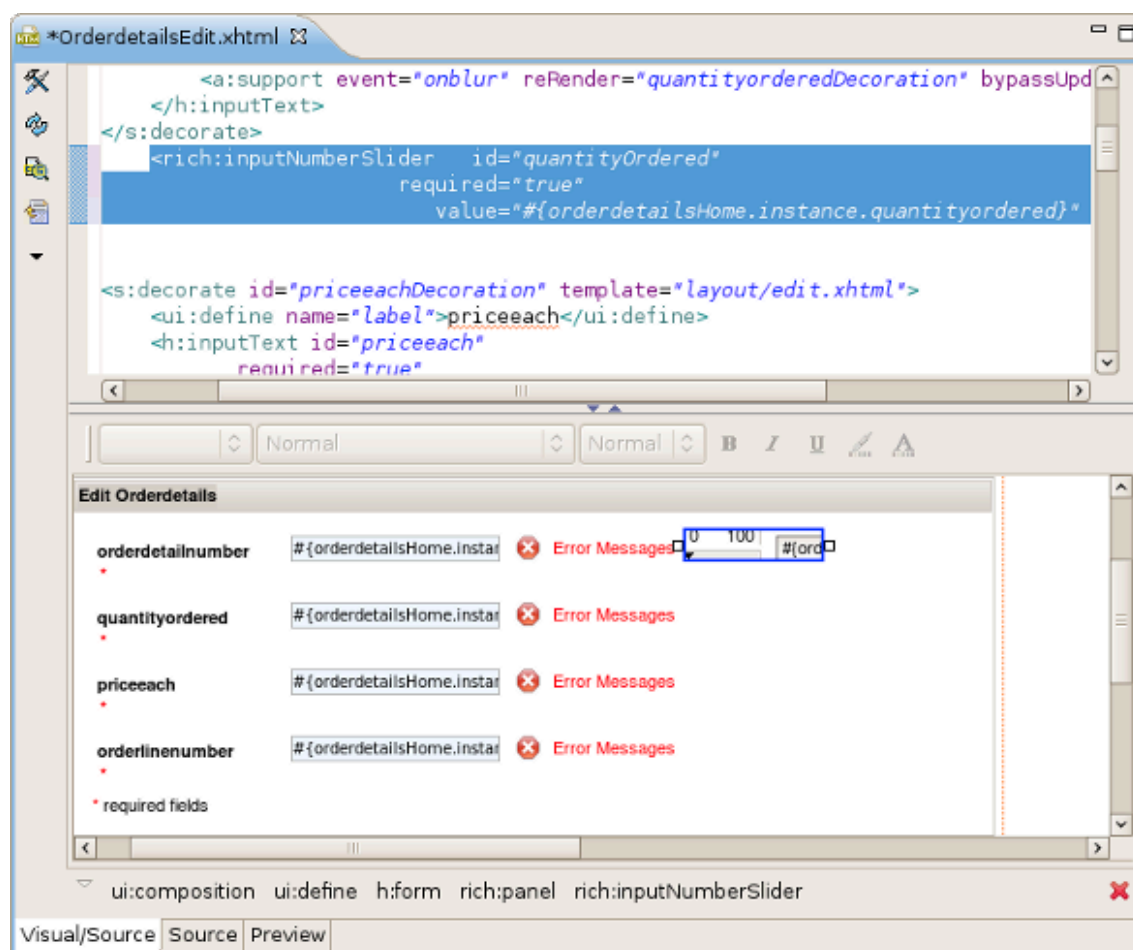 *OrderdetailsEdit.xhtml
<a:support event="onblur" reRender="quantityorderedDecoration" bypassUpd
</h:inputText>
</s:decorate>
<rich:inputNumberSlider id="quantityOrdered"
required="true"
value="#{orderdetailsHome.instance.quantityordered}"
<s:decorate id="priceeachDecoration" template="layout/edit.xhtml">
<ui:define name="label">priceeach</ui:define>
<h:inputText id="priceeach"
required="true"
Normal Normal B I U A
Edit Orderdetails
orderdetailnumber #{orderdetailsHome.instar Error Messages 0 100 #{ord
*
quantityordered #{orderdetailsHome.instar Error Messages
*
priceeach #{orderdetailsHome.instar Error Messages
*
orderlinenumber #{orderdetailsHome.instar Error Messages
*
* required fields
ui:composition ui:define h:form rich:panel rich:inputNumberSlider
Visual/Source Source Preview